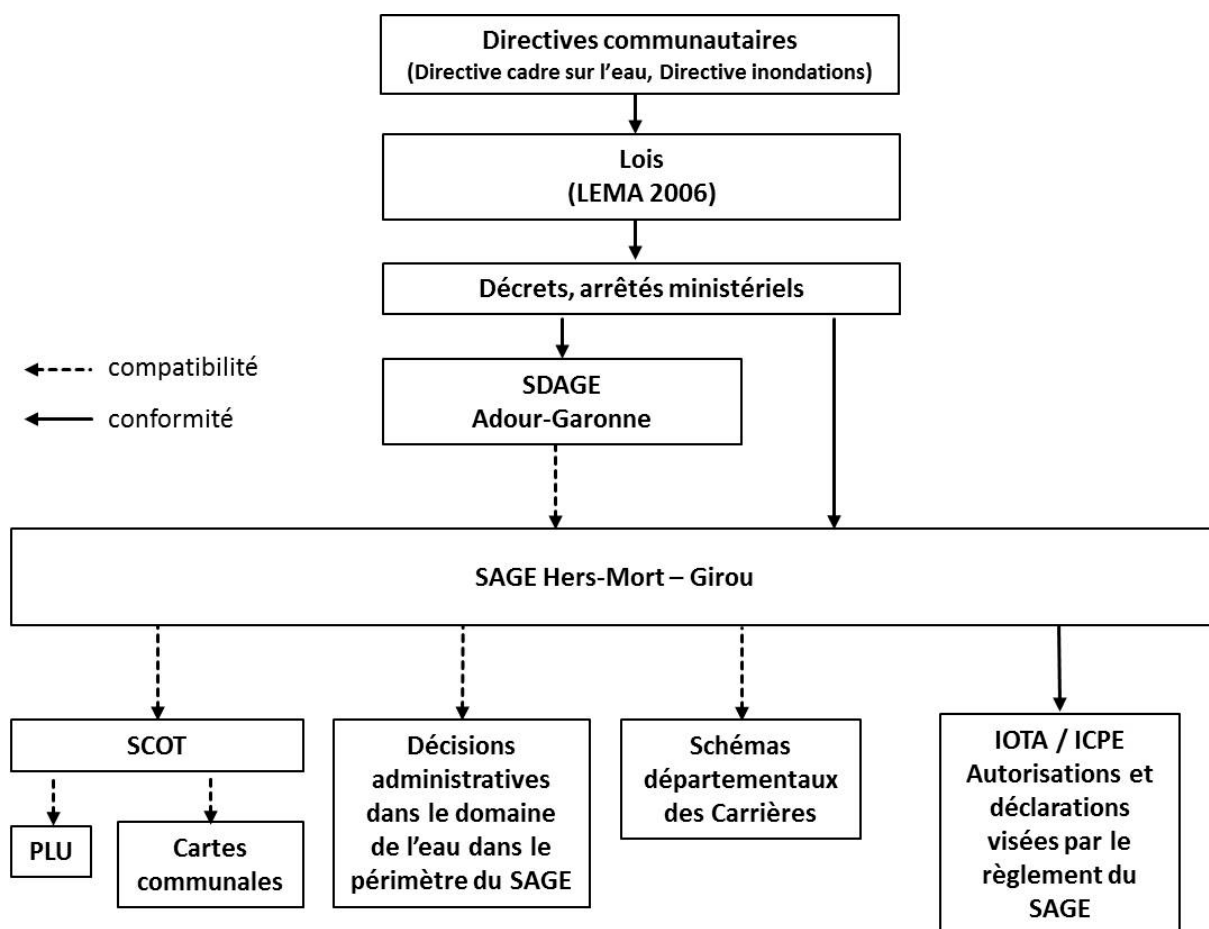 Directives communautaires
(Directive cadre sur l’eau, Directive inondations)
Lois
(LEMA 2006)
Décrets, arrêtés ministériels
compatibilité
conformité
SDAGE
Adour-Garonne
SAGE Hers-Mort – Girou
SCOT
PLU
Cartes
communales
Décisions
administratives
dans le domaine
de l’eau dans le
périmètre du SAGE
Schémas
départementaux
des Carrières
IOTA / ICPE
Autorisations et
déclarations
visées par le
règlement du
SAGE